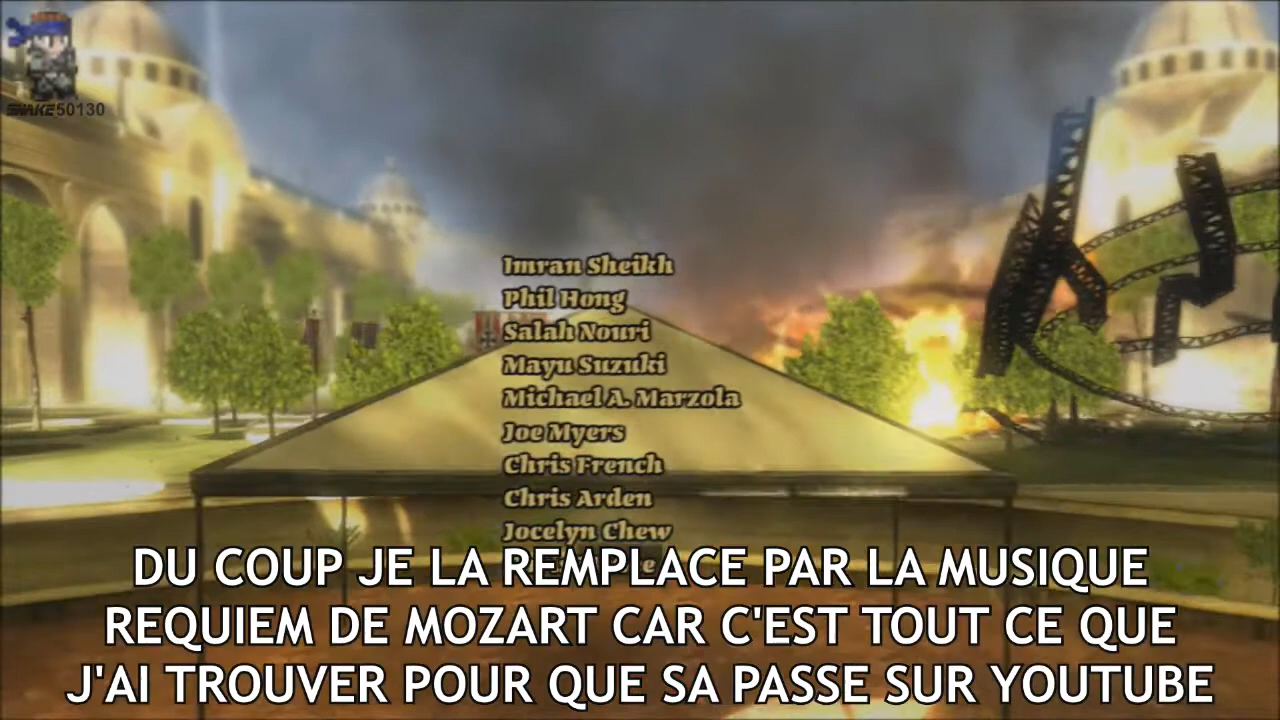 SNAKE50130
Imran Sheikh
Phil Hong
Salah Nouri
Mayu Suzuki
Michael A. Marzola
Joe Myers
Chris French
Chris Arden
Jocelyn Chew
DU COUP JE LA REMPLACE PAR LA MUSIQUE
REQUIEM DE MOZART CAR C'EST TOUT CE QUE
J'AI TROUVER POUR QUE SA PASSE SUR YOUTUBE